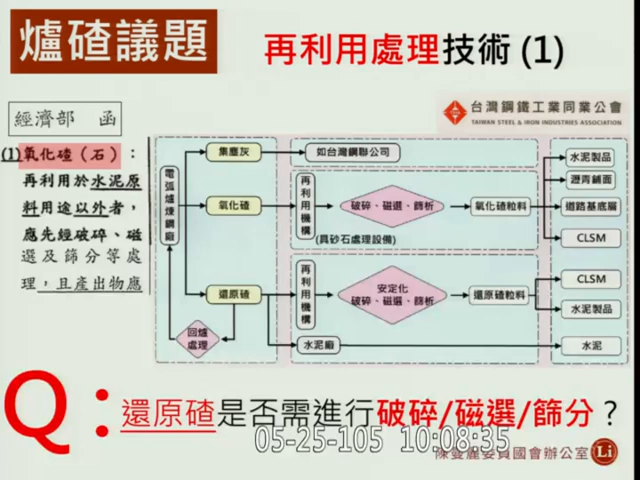 爐碴議題
再利用處理技術 (1)
經濟部 函
台灣鋼鐵工業同業公會
TAIWAN STEEL & IRON INDUSTRIES ASSOCIATION
(1)氧化碴（石）：
再利用於水泥原
料用途以外者，
應先經破碎、磁
選及篩分等處
理，且產出物應
電弧爐煉鋼廠
集塵灰
如台灣鋼聯公司
氧化碴
再利用機構
(具砂石處理設備)
破碎、磁選、篩析
氧化碴粒料
水泥製品
瀝青鋪面
道路基底層
CLSM
還原碴
再利用機構
安定化
破碎、磁選、篩析
還原碴粒料
CLSM
水泥製品
回爐
處理
水泥廠
水泥
Q：還原碴是否需進行破碎/磁選/篩分？
05-25-105 10:08:35
陳曼麗委員國會辦公室
Li